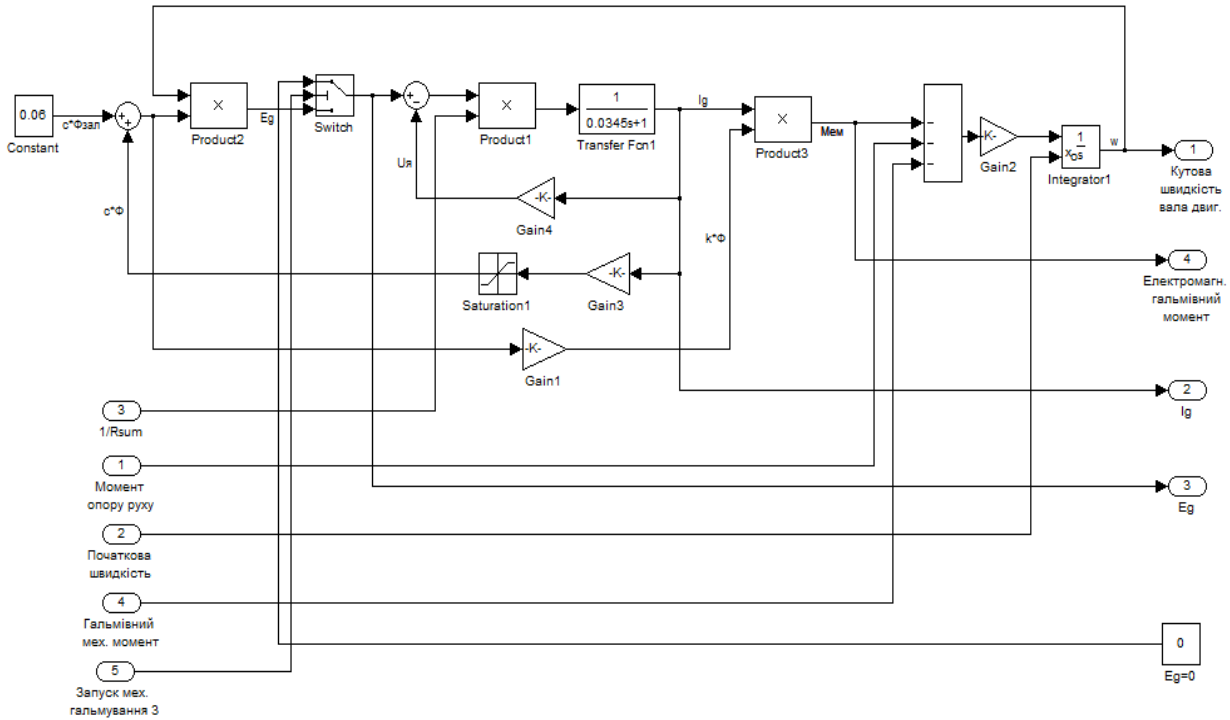 w
0.06
Constant
c*Фзал
+
+
×
Product2
Eg
Switch
+
−
×
Product1
1
0.0345s+1
Transfer Fcn1
Ig
×
Product3
Мем
−
−
−
-K-
Gain2
1
s
xo
Integrator1
1
Кутова
швидкість
вала двиг.
Uя
-K-
Gain4
c*Ф
k*Ф
Saturation1
-K-
Gain3
4
Електромагн.
гальмівний
момент
-K-
Gain1
2
Ig
3
1/Rsum
1
Момент
опору руху
3
Eg
2
Початкова
швидкість
4
Гальмівний
мех. момент
0
Eg=0
5
Запуск мех.
гальмування 3